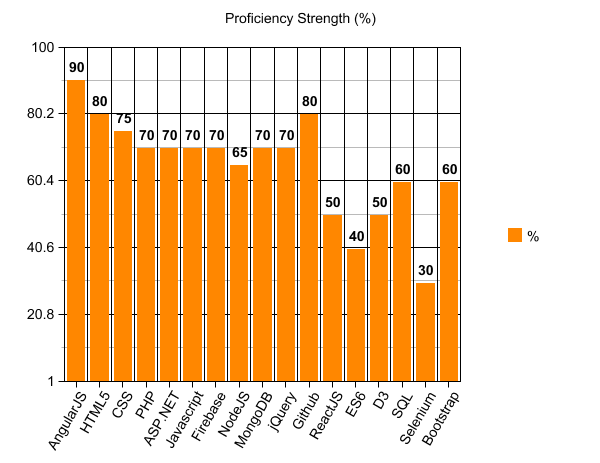 Proficiency Strength (%)
100
80.2
60.4
40.6
20.8
1
90
80
75
70
70
70
70
65
70
70
80
50
40
50
60
30
60
AngularJS
HTML5
CSS
PHP
ASP.NET
Javascript
Firebase
NodeJS
MongoDB
jQuery
Github
ReactJS
ES6
D3
SQL
Selenium
Bootstrap
%